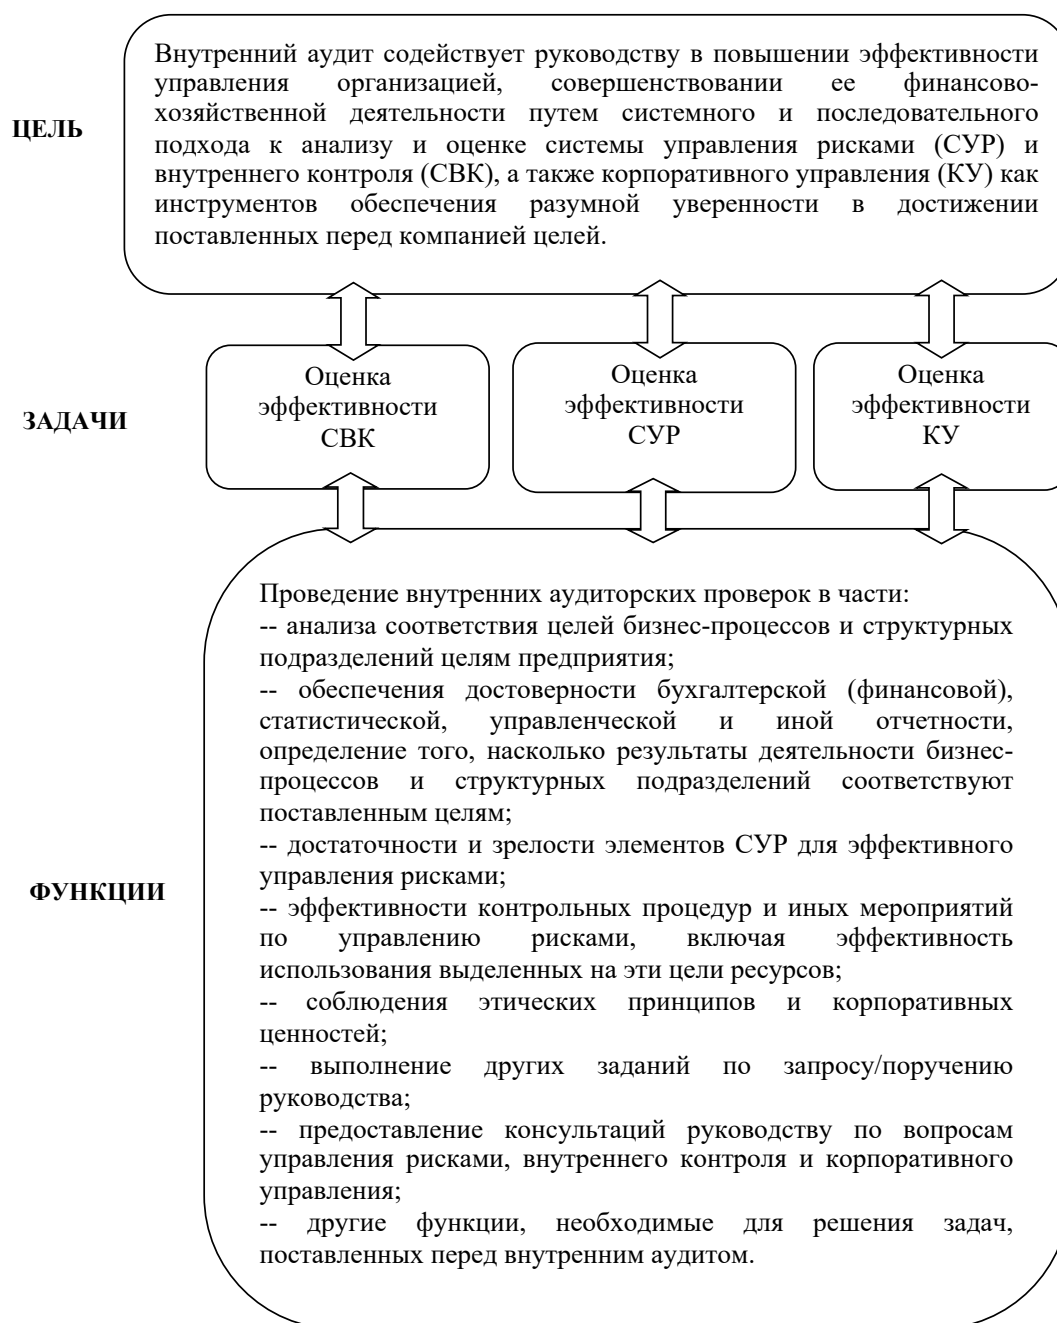 ЦЕЛЬ
Внутренний аудит содействует руководству в повышении эффективности
управления организацией, совершенствовании ее финансово-
хозяйственной деятельности путем системного и последовательного
подхода к анализу и оценке системы управления рисками (СУР) и
внутреннего контроля (СВК), а также корпоративного управления (КУ) как
инструментов обеспечения разумной уверенности в достижении
поставленных перед компанией целей.
ЗАДАЧИ
Оценка
эффективности
СВК
Оценка
эффективности
СУР
Оценка
эффективности
КУ
ФУНКЦИИ
Проведение внутренних аудиторских проверок в части:
-- анализа соответствия целей бизнес-процессов и структурных
подразделений целям предприятия;
-- обеспечения достоверности бухгалтерской (финансовой),
статистической, управленческой и иной отчетности,
определение того, насколько результаты деятельности бизнес-
процессов и структурных подразделений соответствуют
поставленным целям;
-- достаточности и зрелости элементов СУР для эффективного
управления рисками;
-- эффективности контрольных процедур и иных мероприятий
по управлению рисками, включая эффективность
использования выделенных на эти цели ресурсов;
-- соблюдения этических принципов и корпоративных
ценностей;
-- выполнение других заданий по запросу/поручению
руководства;
-- предоставление консультаций руководству по вопросам
управления рисками, внутреннего контроля и корпоративного
управления;
-- другие функции, необходимые для решения задач,
поставленных перед внутренним аудитом.